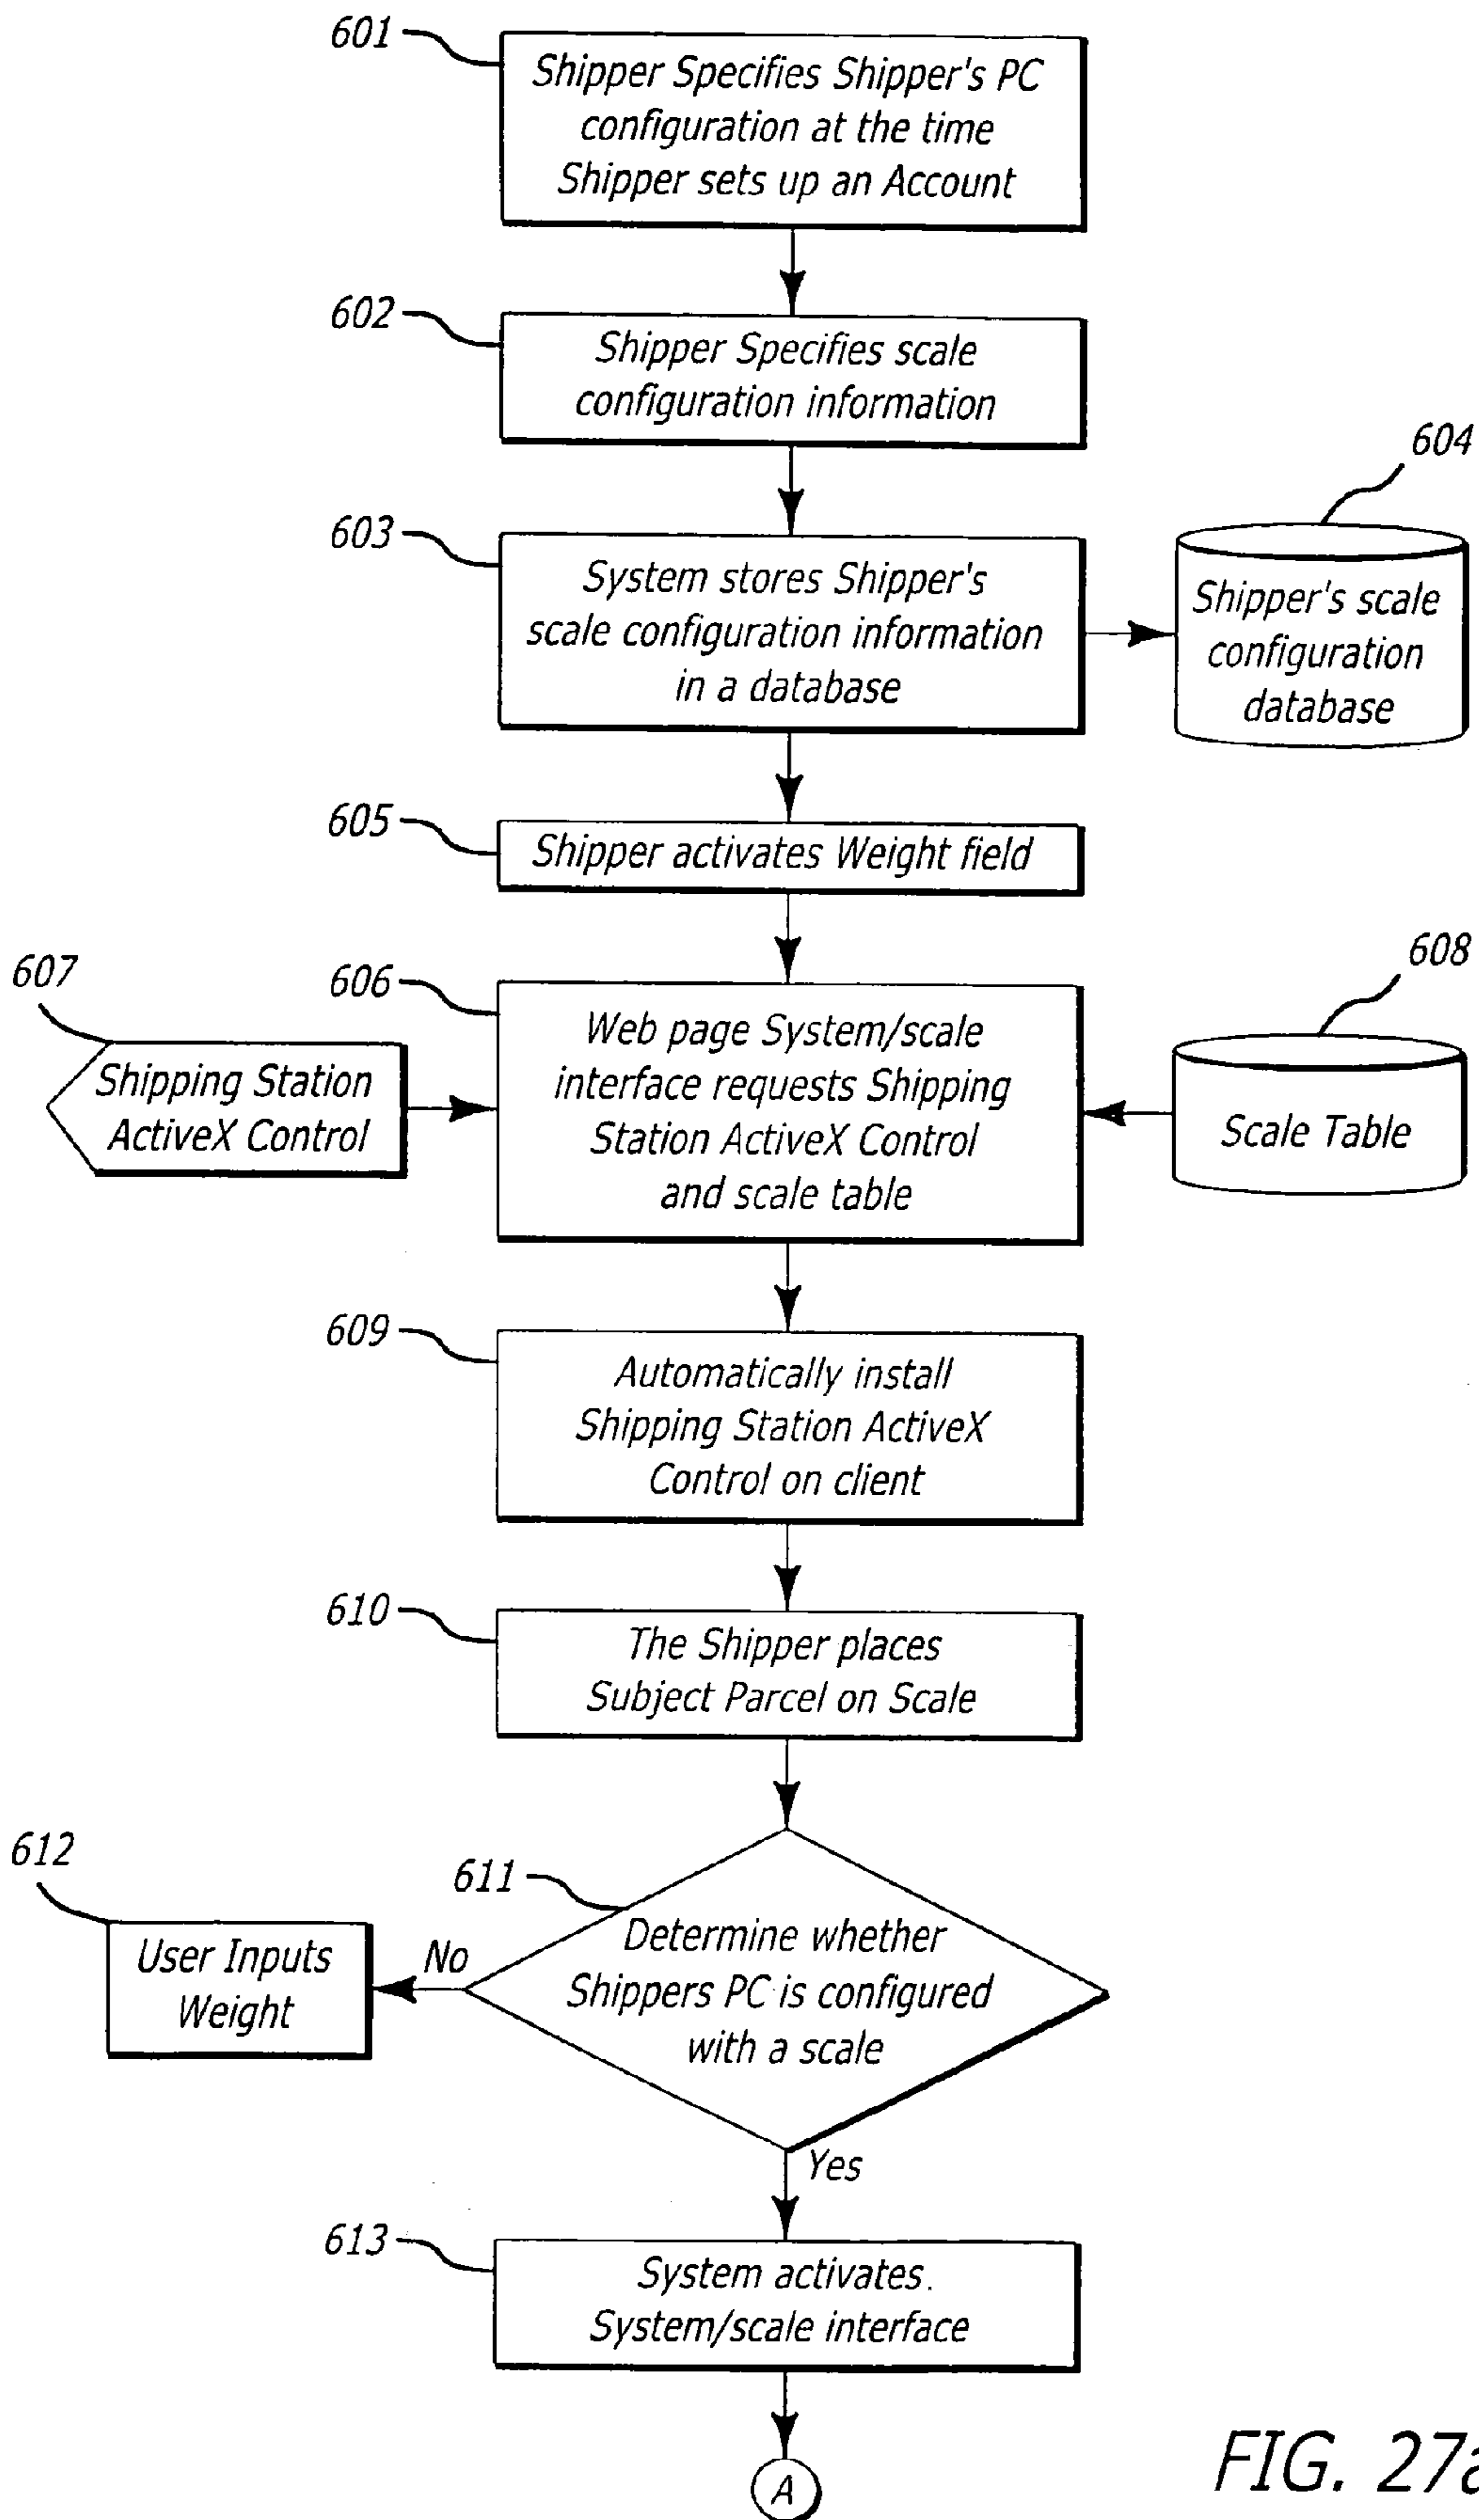 601
Shipper Specifies Shipper's PC
configuration at the time
Shipper sets up an Account
602
Shipper Specifies scale
configuration information
603
System stores Shipper's
scale configuration information
in a database
604
Shipper's scale
configuration
database
605
Shipper activates Weight field
606
Web page System/scale
interface requests Shipping
Station ActiveX Control
and scale table
607
Shipping Station
ActiveX Control
608
Scale Table
609
Automatically install
Shipping Station ActiveX
Control on client
610
The Shipper places
Subject Parcel on Scale
611
Determine whether
Shippers PC is configured
with a scale
No
612
User Inputs
Weight
Yes
613
System activates.
System/scale interface
A
FIG. 27a